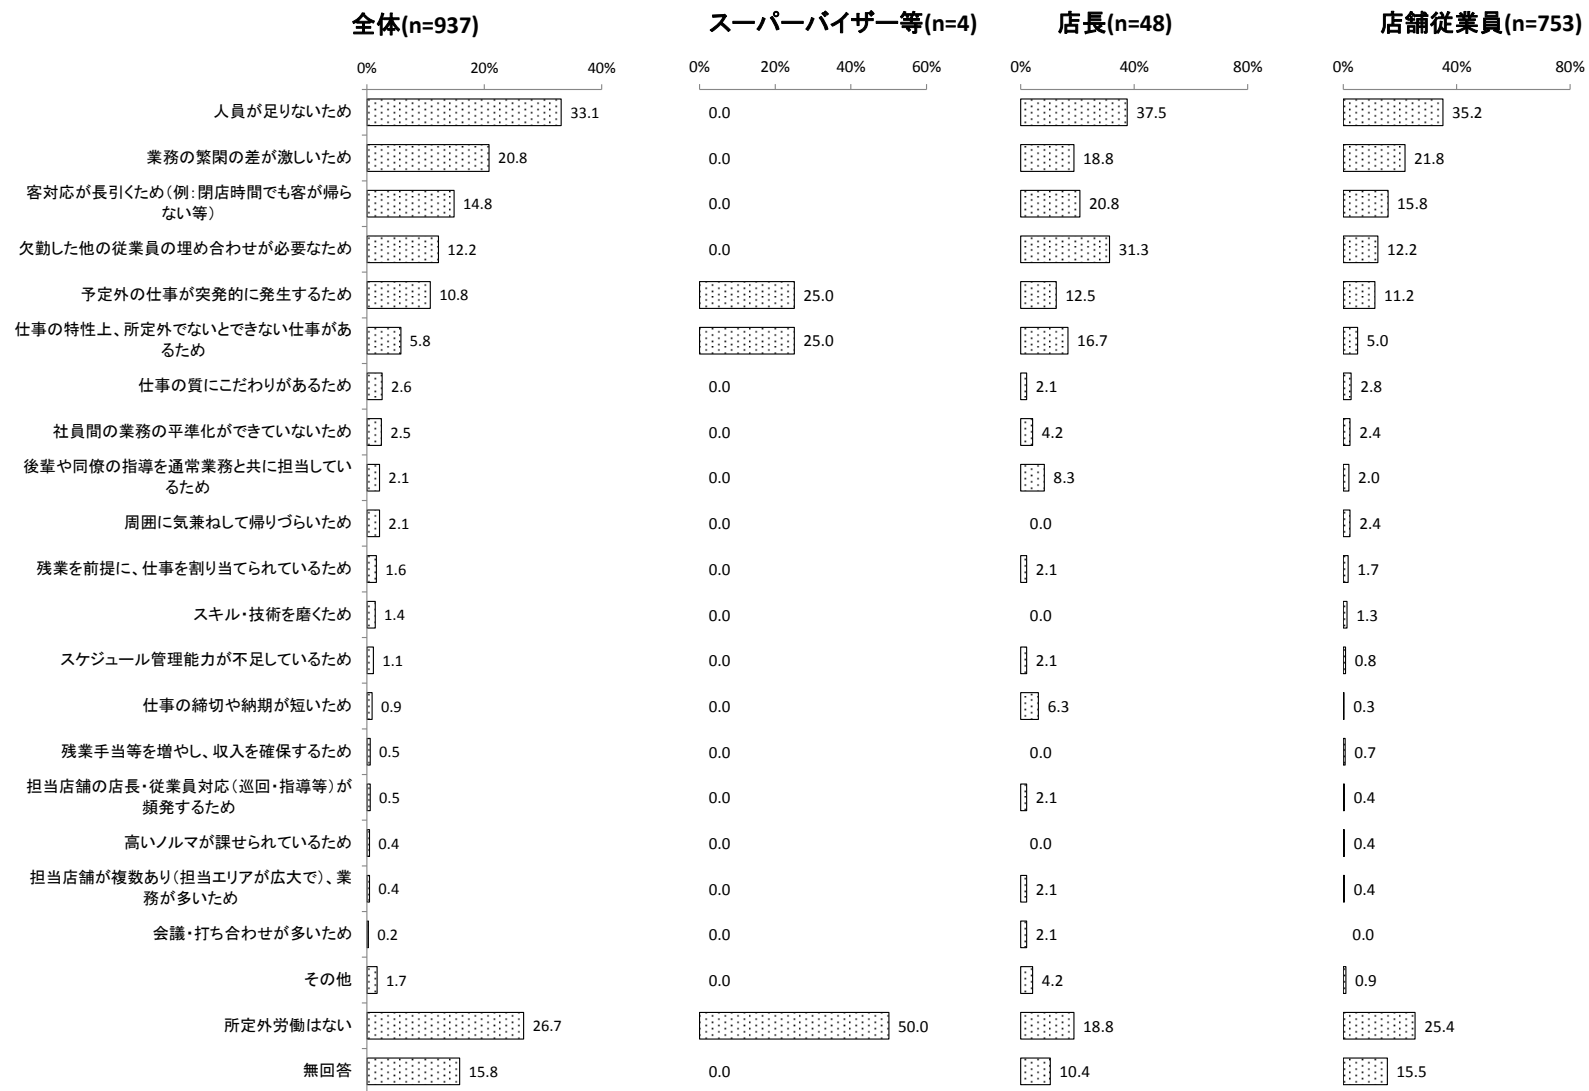 全体(n=937) スーパーバイザー等(n=4) 店長(n=48) 店舗従業員(n=753)
0% 20% 40% 0% 20% 40% 60% 0% 40% 80% 0% 40% 80%
人員が足りないため 33.1 0.0 37.5 35.2
業務の繁閑の差が激しいため 20.8 0.0 18.8 21.8
客対応が長引くため(例:閉店時間でも客が帰ら
ない等) 14.8 0.0 20.8 15.8
欠勤した他の従業員の埋め合わせが必要なため 12.2 0.0 31.3 12.2
予定外の仕事が突発的に発生するため 10.8 25.0 12.5 11.2
仕事の特性上、所定外でないとできない仕事があ
るため 5.8 25.0 16.7 5.0
仕事の質にこだわりがあるため 2.6 0.0 2.1 2.8
社員間の業務の平準化ができていないため 2.5 0.0 4.2 2.4
後輩や同僚の指導を通常業務と共に担当してい
るため 2.1 0.0 8.3 2.0
周囲に気兼ねして帰りづらいため 2.1 0.0 0.0 2.4
残業を前提に、仕事を割り当てられているため 1.6 0.0 2.1 1.7
スキル・技術を磨くため 1.4 0.0 0.0 1.3
スケジュール管理能力が不足しているため 1.1 0.0 2.1 0.8
仕事の締切や納期が短いため 0.9 0.0 6.3 0.3
残業手当等を増やし、収入を確保するため 0.5 0.0 0.0 0.7
担当店舗の店長・従業員対応(巡回・指導等)が
頻発するため 0.5 0.0 2.1 0.4
高いノルマが課せられているため 0.4 0.0 0.0 0.4
担当店舗が複数あり(担当エリアが広大で)、業
務が多いため 0.4 0.0 2.1 0.4
会議・打ち合わせが多いため 0.2 0.0 2.1 0.0
その他 1.7 0.0 4.2 0.9
所定外労働はない 26.7 50.0 18.8 25.4
無回答 15.8 0.0 10.4 15.5